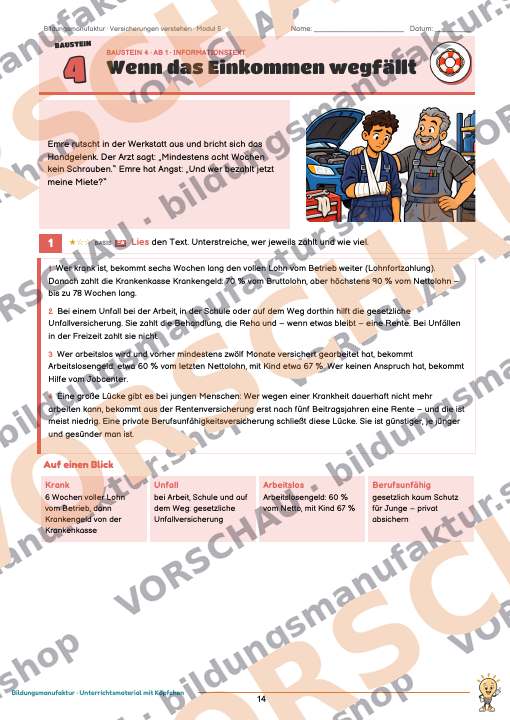 Bildungsmanufaktur · Versicherungen verstehen · Modul 5 Name: Datum:
BAUSTEIN
4
BAUSTEIN 4 · AB 1 · INFORMATIONSTEXT
Wenn das Einkommen wegfällt
Emre rutscht in der Werkstatt aus und bricht sich das
Handgelenk. Der Arzt sagt: „Mindestens acht Wochen
kein Schrauben.“ Emre hat Angst: „Und wer bezahlt jetzt
meine Miete?“
1 ★☆☆ BASIS EA Lies den Text. Unterstreiche, wer jeweils zahlt und wie viel.
1 Wer krank ist, bekommt sechs Wochen lang den vollen Lohn vom Betrieb weiter (Lohnfortzahlung).
Danach zahlt die Krankenkasse Krankengeld: 70 % vom Bruttolohn, aber höchstens 90 % vom Nettolohn –
bis zu 78 Wochen lang.
2 Bei einem Unfall bei der Arbeit, in der Schule oder auf dem Weg dorthin hilft die gesetzliche
Unfallversicherung. Sie zahlt die Behandlung, die Reha und – wenn etwas bleibt – eine Rente. Bei Unfällen
in der Freizeit zahlt sie nicht.
3 Wer arbeitslos wird und vorher mindestens zwölf Monate versichert gearbeitet hat, bekommt
Arbeitslosengeld: etwa 60 % vom letzten Nettolohn, mit Kind etwa 67 %. Wer keinen Anspruch hat, bekommt
Hilfe vom Jobcenter.
4 Eine große Lücke gibt es bei jungen Menschen: Wer wegen einer Krankheit dauerhaft nicht mehr
arbeiten kann, bekommt aus der Rentenversicherung erst nach fünf Beitragsjahren eine Rente – und die ist
meist niedrig. Eine private Berufsunfähigkeitsversicherung schließt diese Lücke. Sie ist günstiger, je jünger
und gesünder man ist.
Auf einen Blick
Krank
6 Wochen voller Lohn
vom Betrieb, dann
Krankengeld von der
Krankenkasse
Unfall
bei Arbeit, Schule und auf
dem Weg: gesetzliche
Unfallversicherung
Arbeitslos
Arbeitslosengeld: 60 %
vom Netto, mit Kind 67 %
Berufsunfähig
gesetzlich kaum Schutz
für Junge – privat
absichern
VORSCHAU · bildungsmanufaktur.shop
Bildungsmanufaktur · Unterrichtsmaterial mit Köpfchen
14